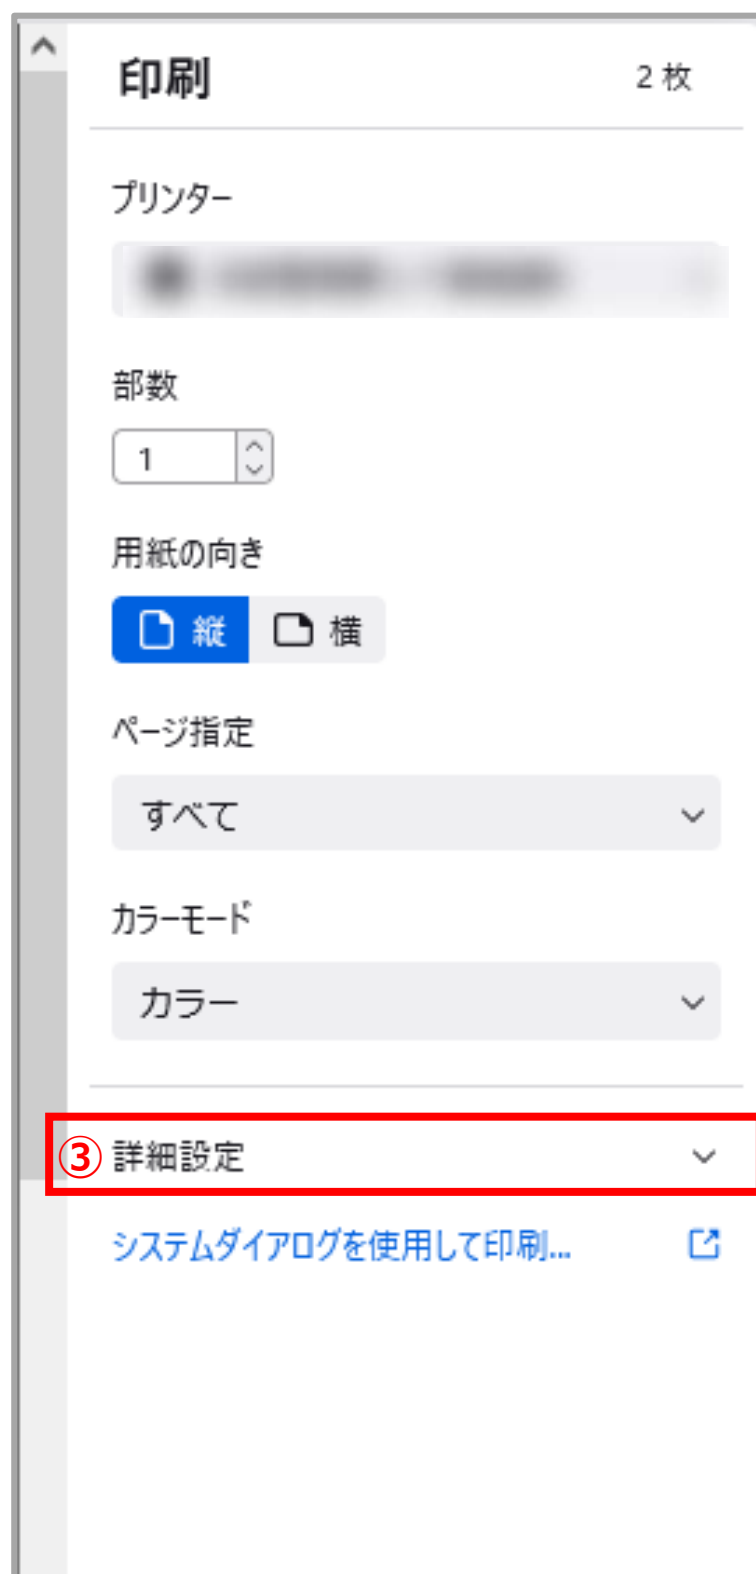 印刷 2 枚
プリンター
部数
1
用紙の向き
縦 横
ページ指定
すべて
カラーモード
カラー
③ 詳細設定
システムダイアログを使用して印刷...